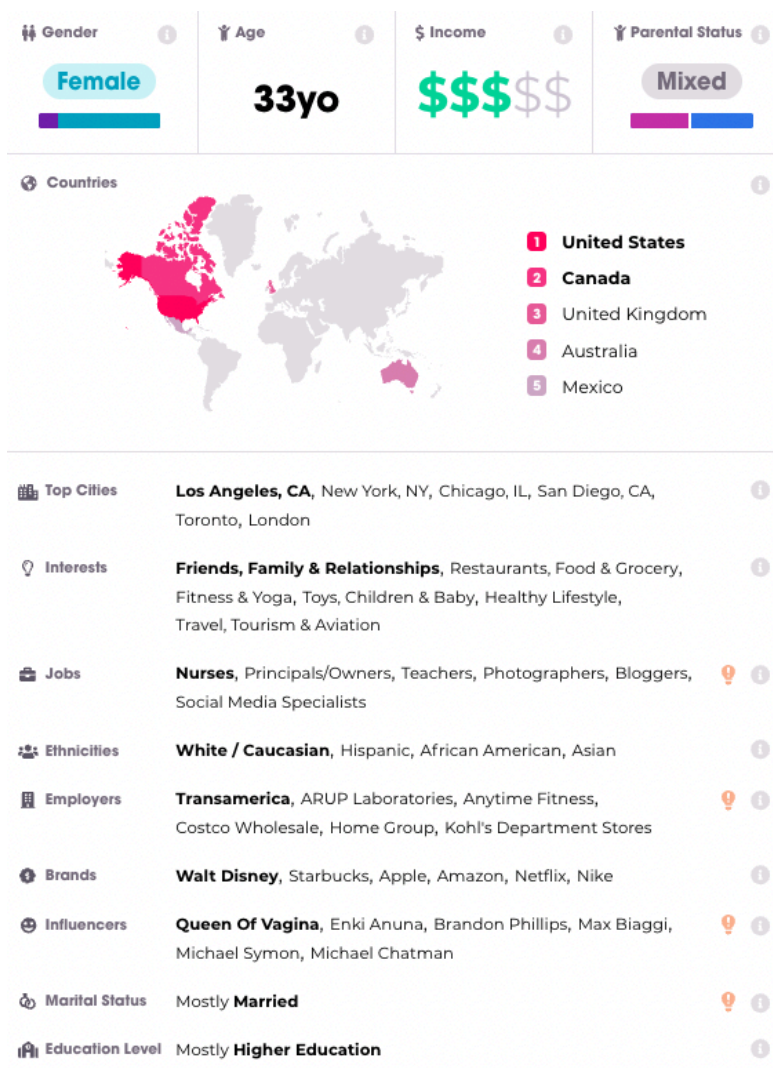 Gender
Age
$ Income
Parental Status
Female
33yo
$$$$$
Mixed
Countries
1 United States
2 Canada
3 United Kingdom
4 Australia
5 Mexico
Top Cities
Los Angeles, CA, New York, NY, Chicago, IL, San Diego, CA,
Toronto, London
Interests
Friends, Family & Relationships, Restaurants, Food & Grocery,
Fitness & Yoga, Toys, Children & Baby, Healthy Lifestyle,
Travel, Tourism & Aviation
Jobs
Nurses, Principals/Owners, Teachers, Photographers, Bloggers,
Social Media Specialists
Ethnicities
White / Caucasian, Hispanic, African American, Asian
Employers
Transamerica, ARUP Laboratories, Anytime Fitness,
Costco Wholesale, Home Group, Kohl's Department Stores
Brands
Walt Disney, Starbucks, Apple, Amazon, Netflix, Nike
Influencers
Queen Of Vagina, Enki Anuna, Brandon Phillips, Max Biaggi,
Michael Symon, Michael Chatman
Marital Status
Mostly Married
Education Level
Mostly Higher Education